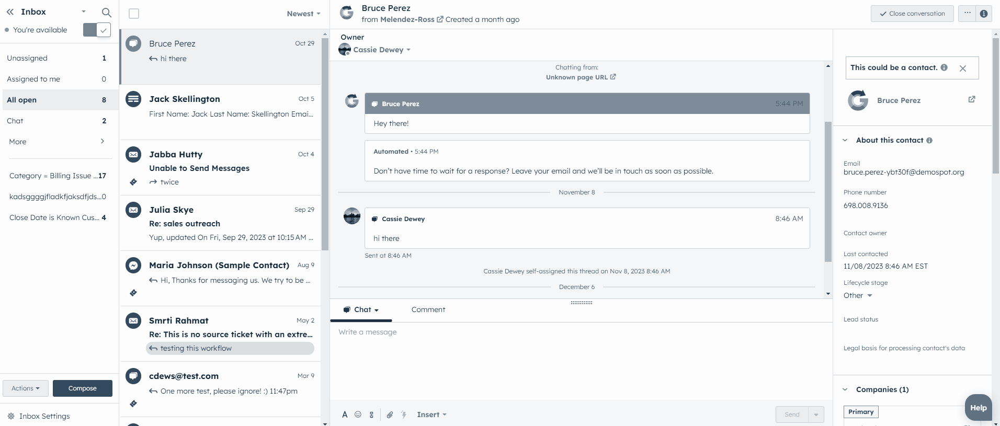 Inbox
You're available
Unassigned 1
Assigned to me 0
All open 8
Chat 2
More
Category = Billing Issue ...17
kadsggggjfladkfjaksdfjds...0
Close Date is Known Cus... 4
Actions
Compose
Inbox Settings
Newest
Bruce Perez Oct 29
hi there
Jack Skellington Oct 5
First Name: Jack Last Name: Skellington Emai...
Jabba Hutty Oct 4
Unable to Send Messages
twice
Julia Skye Sep 29
Re: sales outreach
Yup, updated On Fri, Sep 29, 2023 at 10:15 AM ...
Maria Johnson (Sample Contact) Aug 9
Hi, Thanks for messaging us. We try to be ...
Smrti Rahmat May 2
Re: This is no source ticket with an extre...
testing this workflow
cdews@test.com Mar 9
One more test, please ignore! :) 11:47pm
Bruce Perez
from Melendez-Ross Created a month ago
Close conversation
Owner
Cassie Dewey
Chatting from:
Unknown page URL
Bruce Perez 5:44 PM
Hey there!
Automated • 5:44 PM
Don't have time to wait for a response? Leave your email and we'll be in touch as soon as possible.
November 8
Cassie Dewey 8:46 AM
hi there
Sent at 8:46 AM
Cassie Dewey self-assigned this thread on Nov 8, 2023 8:46 AM
December 6
Chat
Comment
Write a message
Insert
Send
This could be a contact.
Bruce Perez
About this contact
Email
bruce.perez-ybt30f@demospot.org
Phone number
698.008.9136
Contact owner
Last contacted
11/08/2023 8:46 AM EST
Lifecycle stage
Other
Lead status
Legal basis for processing contact's data
Companies (1)
Primary
Help